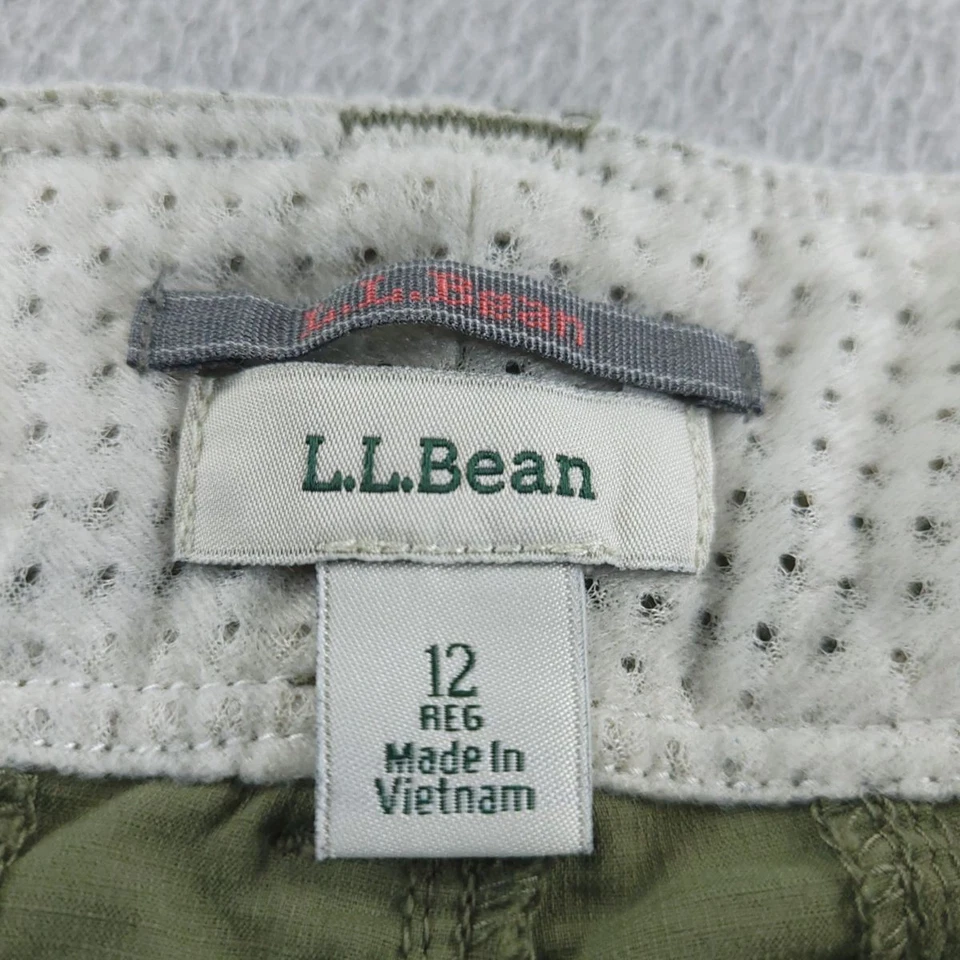 L.L.Bean
L.L.Bean
12
REG
Made In
Vietnam